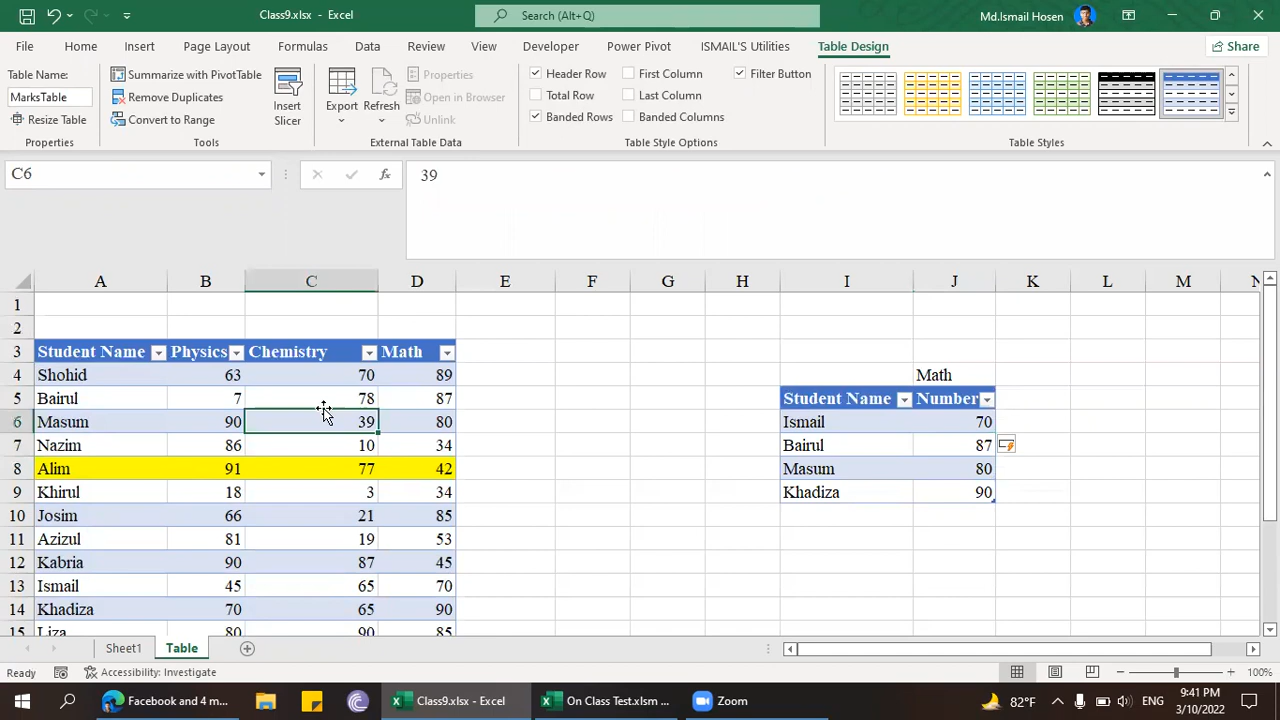 Class9.xlsx - Excel
Search (Alt+Q)
Md.Ismail Hosen
File Home Insert Page Layout Formulas Data Review View Developer Power Pivot ISMAIL'S Utilities Table Design Share
Table Name:
MarksTable
Resize Table
Properties
Summarize with PivotTable
Remove Duplicates
Convert to Range
Tools
Insert Slicer
Export
Refresh
Properties
Open in Browser
Unlink
External Table Data
Header Row First Column Filter Button
Total Row Last Column
Banded Rows Banded Columns
Table Style Options
Table Styles
C6 fx 39
A B C D E F G H I J K L M N
1
2
3 Student Name Physics Chemistry Math
4 Shohid 63 70 89 Math
5 Bairul 7 78 87 Student Name Number
6 Masum 90 39 80 Ismail 70
7 Nazim 86 10 34 Bairul 87
8 Alim 91 77 42 Masum 80
9 Khirul 18 3 34 Khadiza 90
10 Josim 66 21 85
11 Azizul 81 19 53
12 Kabria 90 87 45
13 Ismail 45 65 70
14 Khadiza 70 65 90
15 Liza 80 90 85
Sheet1 Table
Ready Accessibility: Investigate 100%
Facebook and 4 m... Class9.xlsx - Excel On Class Test.xlsm ... Zoom 82°F ENG 9:41 PM
3/10/2022